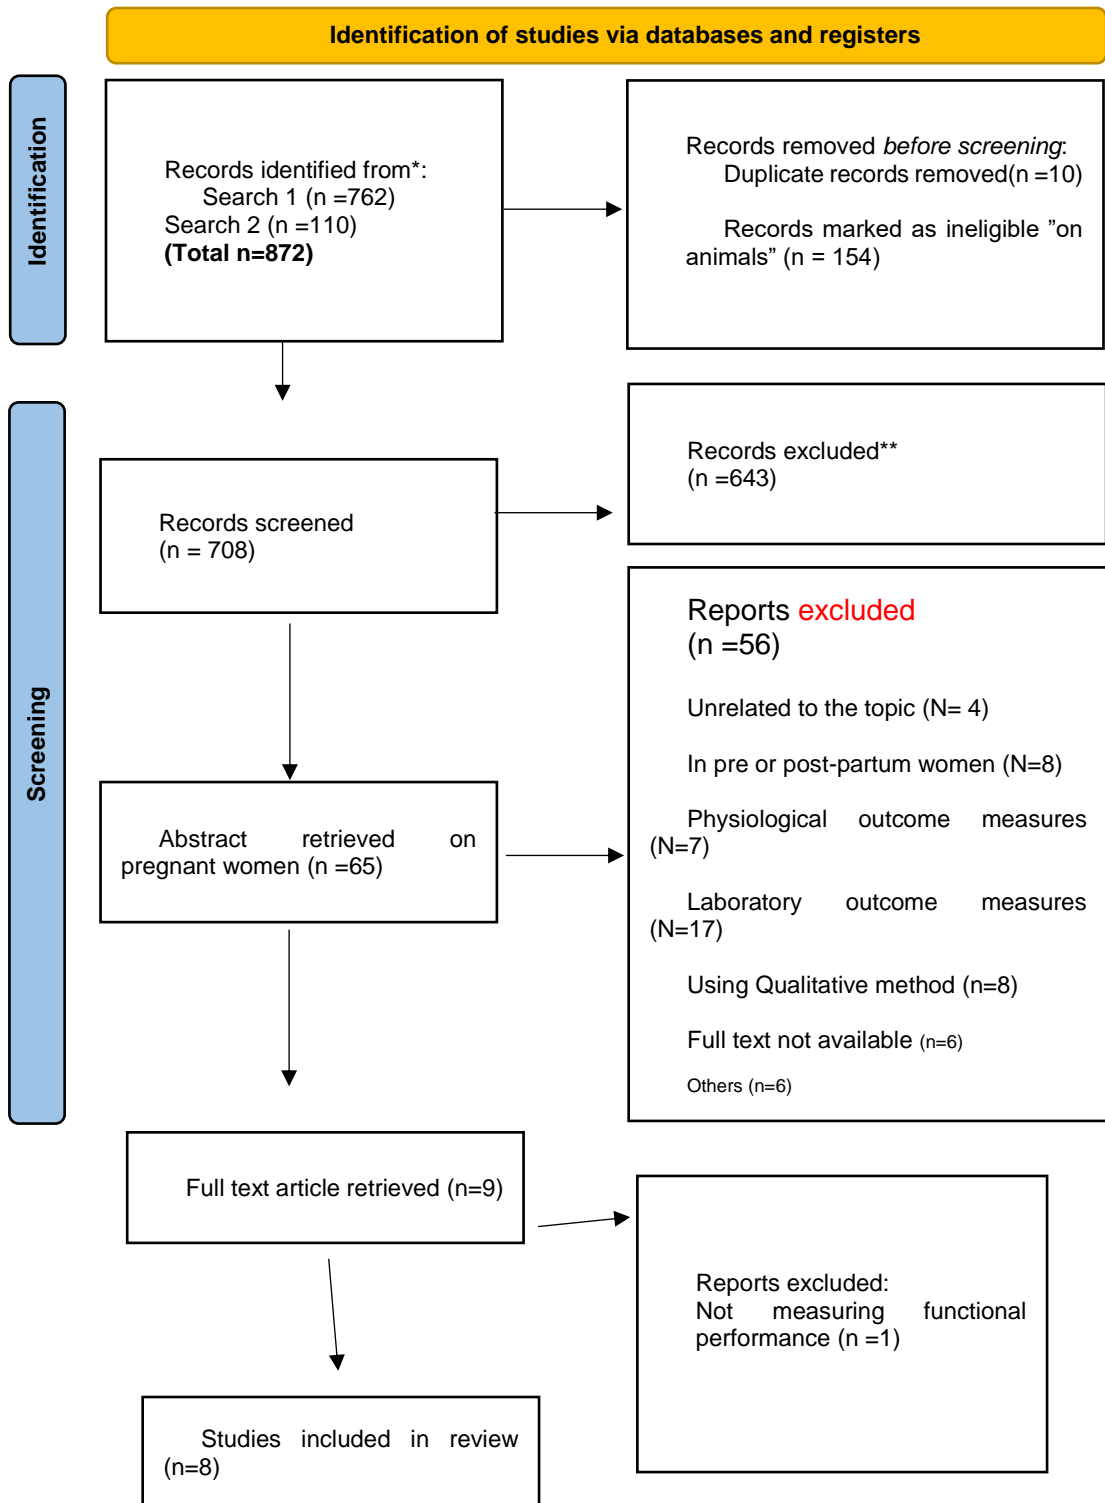 Identification of studies via databases and registers
Identification
Records identified from*:
Search 1 (n =762)
Search 2 (n =110)
(Total n=872)
Records removed before screening:
Duplicate records removed(n =10)
Records marked as ineligible ”on
animals” (n = 154)
Screening
Records screened
(n = 708)
Records excluded**
(n =643)
Abstract retrieved on
pregnant women (n =65)
Reports excluded
(n =56)
Unrelated to the topic (N= 4)
In pre or post-partum women (N=8)
Physiological outcome measures
(N=7)
Laboratory outcome measures
(N=17)
Using Qualitative method (n=8)
Full text not available (n=6)
Others (n=6)
Full text article retrieved (n=9)
Reports excluded:
Not measuring functional
performance (n =1)
Studies included in review
(n=8)